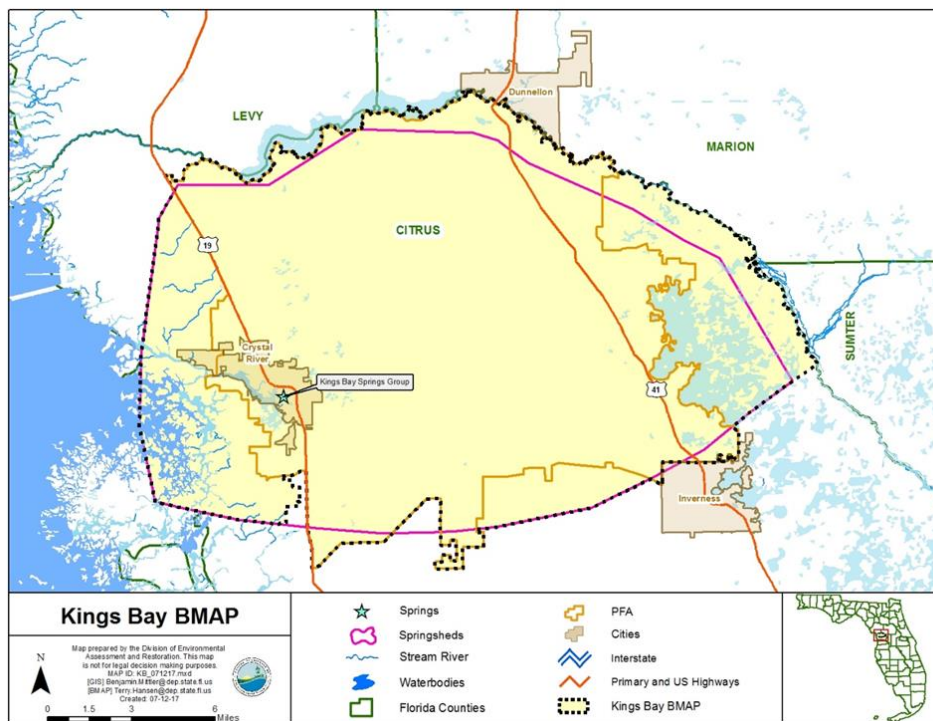 Dunnellon
LEVY
MARION
CITRUS
19
Crystal
River
Kings Bay Springs Group
SUMTER
41
Inverness
Kings Bay BMAP
Map prepared by the Division of Environmental
Assessment and Restoration. This map
is not for legal decision making purposes.
MAP ID: KB_071217.mxd
[GIS] Benjamin.Mittler@dep.state.fl.us
[BMAP] Terry.Hansen@dep.state.fl.us
Created: 07-12-17
N
0 1.5 3 6
Miles
Springs
Springsheds
Stream River
Waterbodies
Florida Counties
PFA
Cities
Interstate
Primary and US Highways
Kings Bay BMAP